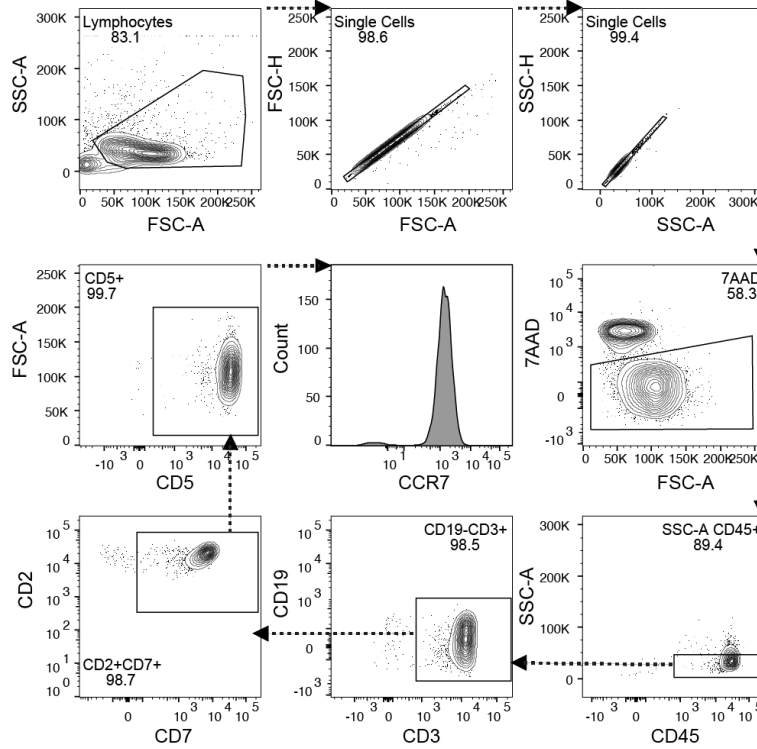 Lymphocytes
83.1
300K
200K
100K
0
SSC-A
0 50K 100K 150K 200K 250K
FSC-A
Single Cells
98.6
250K
200K
150K
100K
50K
0
FSC-H
50K 100K 150K 200K 250K
FSC-A
Single Cells
99.4
250K
200K
150K
100K
50K
0
SSC-H
0 100K 200K 300K
SSC-A
CD5+
99.7
250K
200K
150K
100K
50K
0
FSC-A
-10 3 0 10 3 10 4 10 5
CD5
150
100
50
0
Count
10 1 10 3 10 4 10 5
CCR7
7AAD
58.3
10 5
10 4
10 3
0
-10 3
7AAD
0 50K 100K 150K 200K 250K
FSC-A
10 5
10 4
10 3
10 2
10 1
10 0
CD2
CD2+CD7+
98.7
0 10 3 10 4 10 5
CD7
CD19-CD3+
98.5
10 5
10 4
10 3
0
-10 3
CD19
-10 3 0 10 3 10 4 10 5
CD3
SSC-A CD45+
89.4
300K
200K
100K
0
SSC-A
-10 3 0 10 3 10 4 10 5
CD45